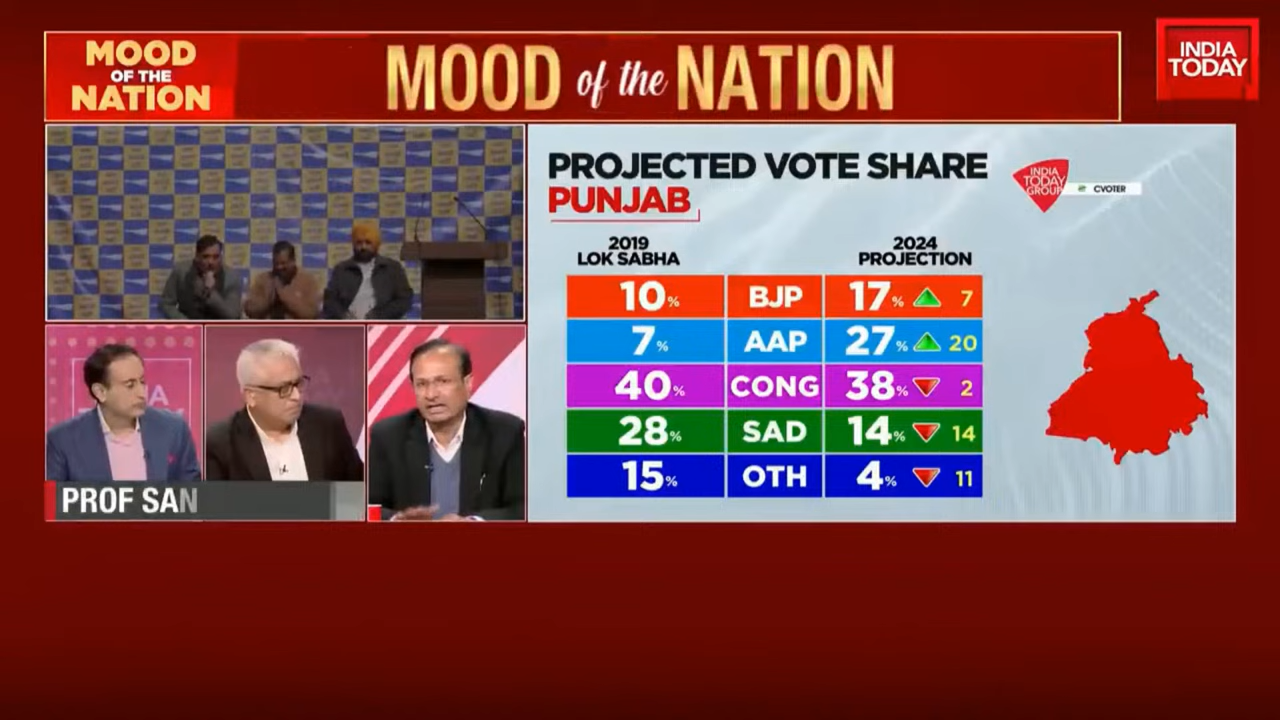 MOOD
OF THE
NATION
MOOD of the NATION
INDIA
TODAY
PROJECTED VOTE SHARE
PUNJAB
INDIA
TODAY
GROUP
CVOTER
2019
LOK SABHA
2024
PROJECTION
10% BJP 17% 7
7% AAP 27% 20
40% CONG 38% 2
28% SAD 14% 14
15% OTH 4% 11
PROF SAN